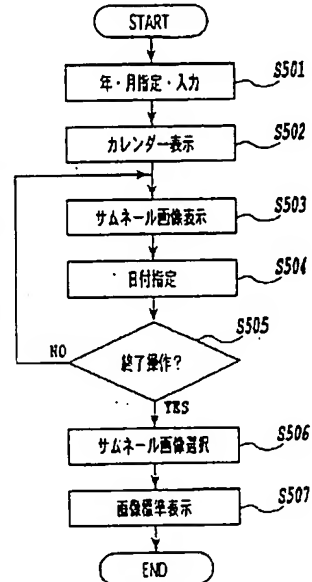 START
年・月指定・入力
S501
カレンダー表示
S502
サムネール画像表示
S503
日付指定
S504
終了操作?
S505
NO
YES
サムネール画像選択
S506
画像標準表示
S507
END